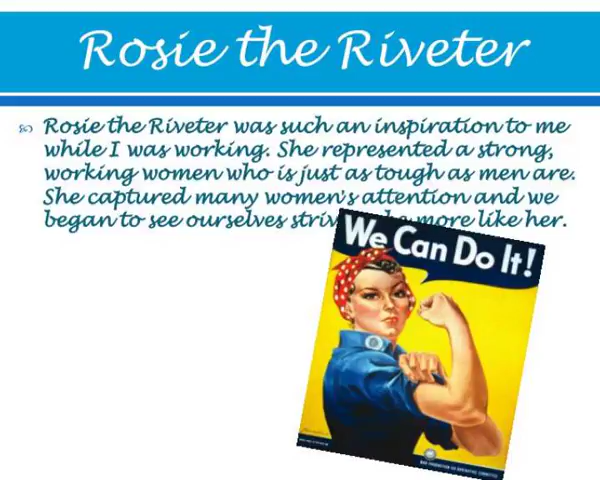 Rosie the Riveter
Rosie the Riveter was such an inspiration to me
while I was working. She represented a strong,
working women who is just as tough as men are.
She captured many women's attention and we
began to see ourselves more like her.
We Can Do It!